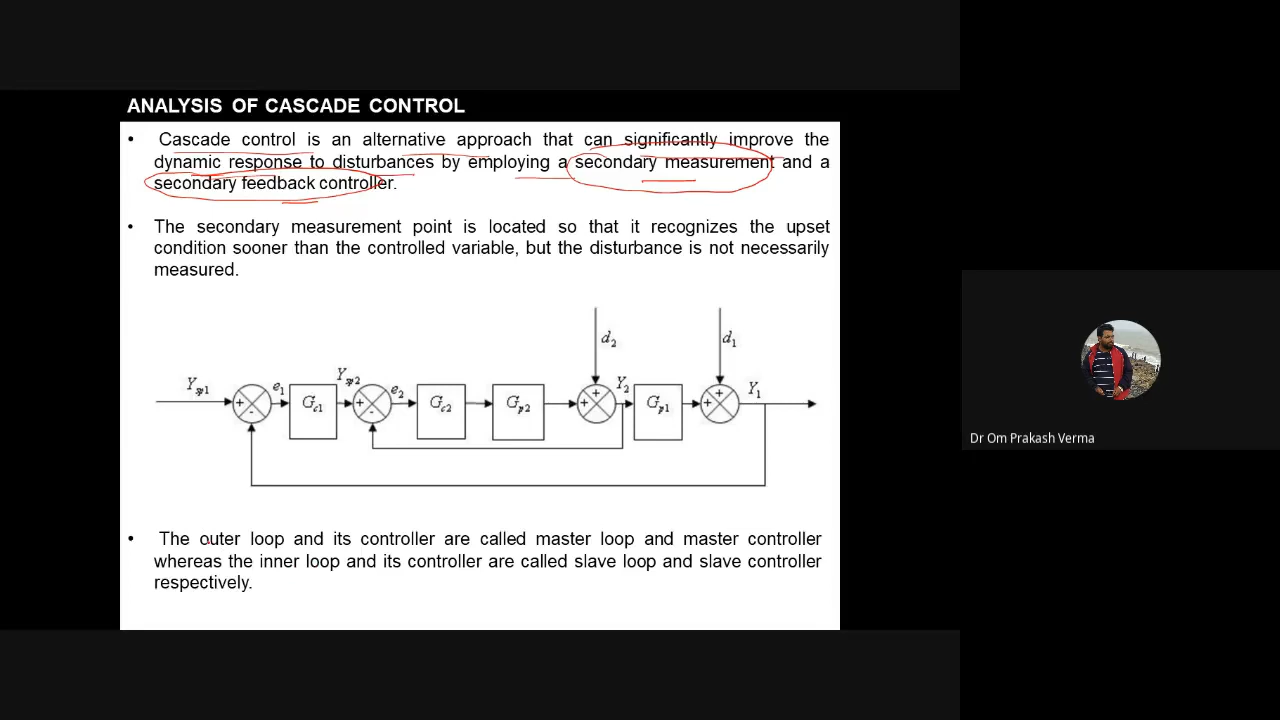 ANALYSIS OF CASCADE CONTROL
• Cascade control is an alternative approach that can significantly improve the
dynamic response to disturbances by employing a secondary measurement and a
secondary feedback controller.
• The secondary measurement point is located so that it recognizes the upset
condition sooner than the controlled variable, but the disturbance is not necessarily
measured.
d₂ d₁
Yₛₚ₁ + - e₁ G_c1 Yₛₚ₂ + - e₂ G_c2 G_p2 + + Y₂ G_p1 + + Y₁
• The outer loop and its controller are called master loop and master controller
whereas the inner loop and its controller are called slave loop and slave controller
respectively.
Dr Om Prakash Verma